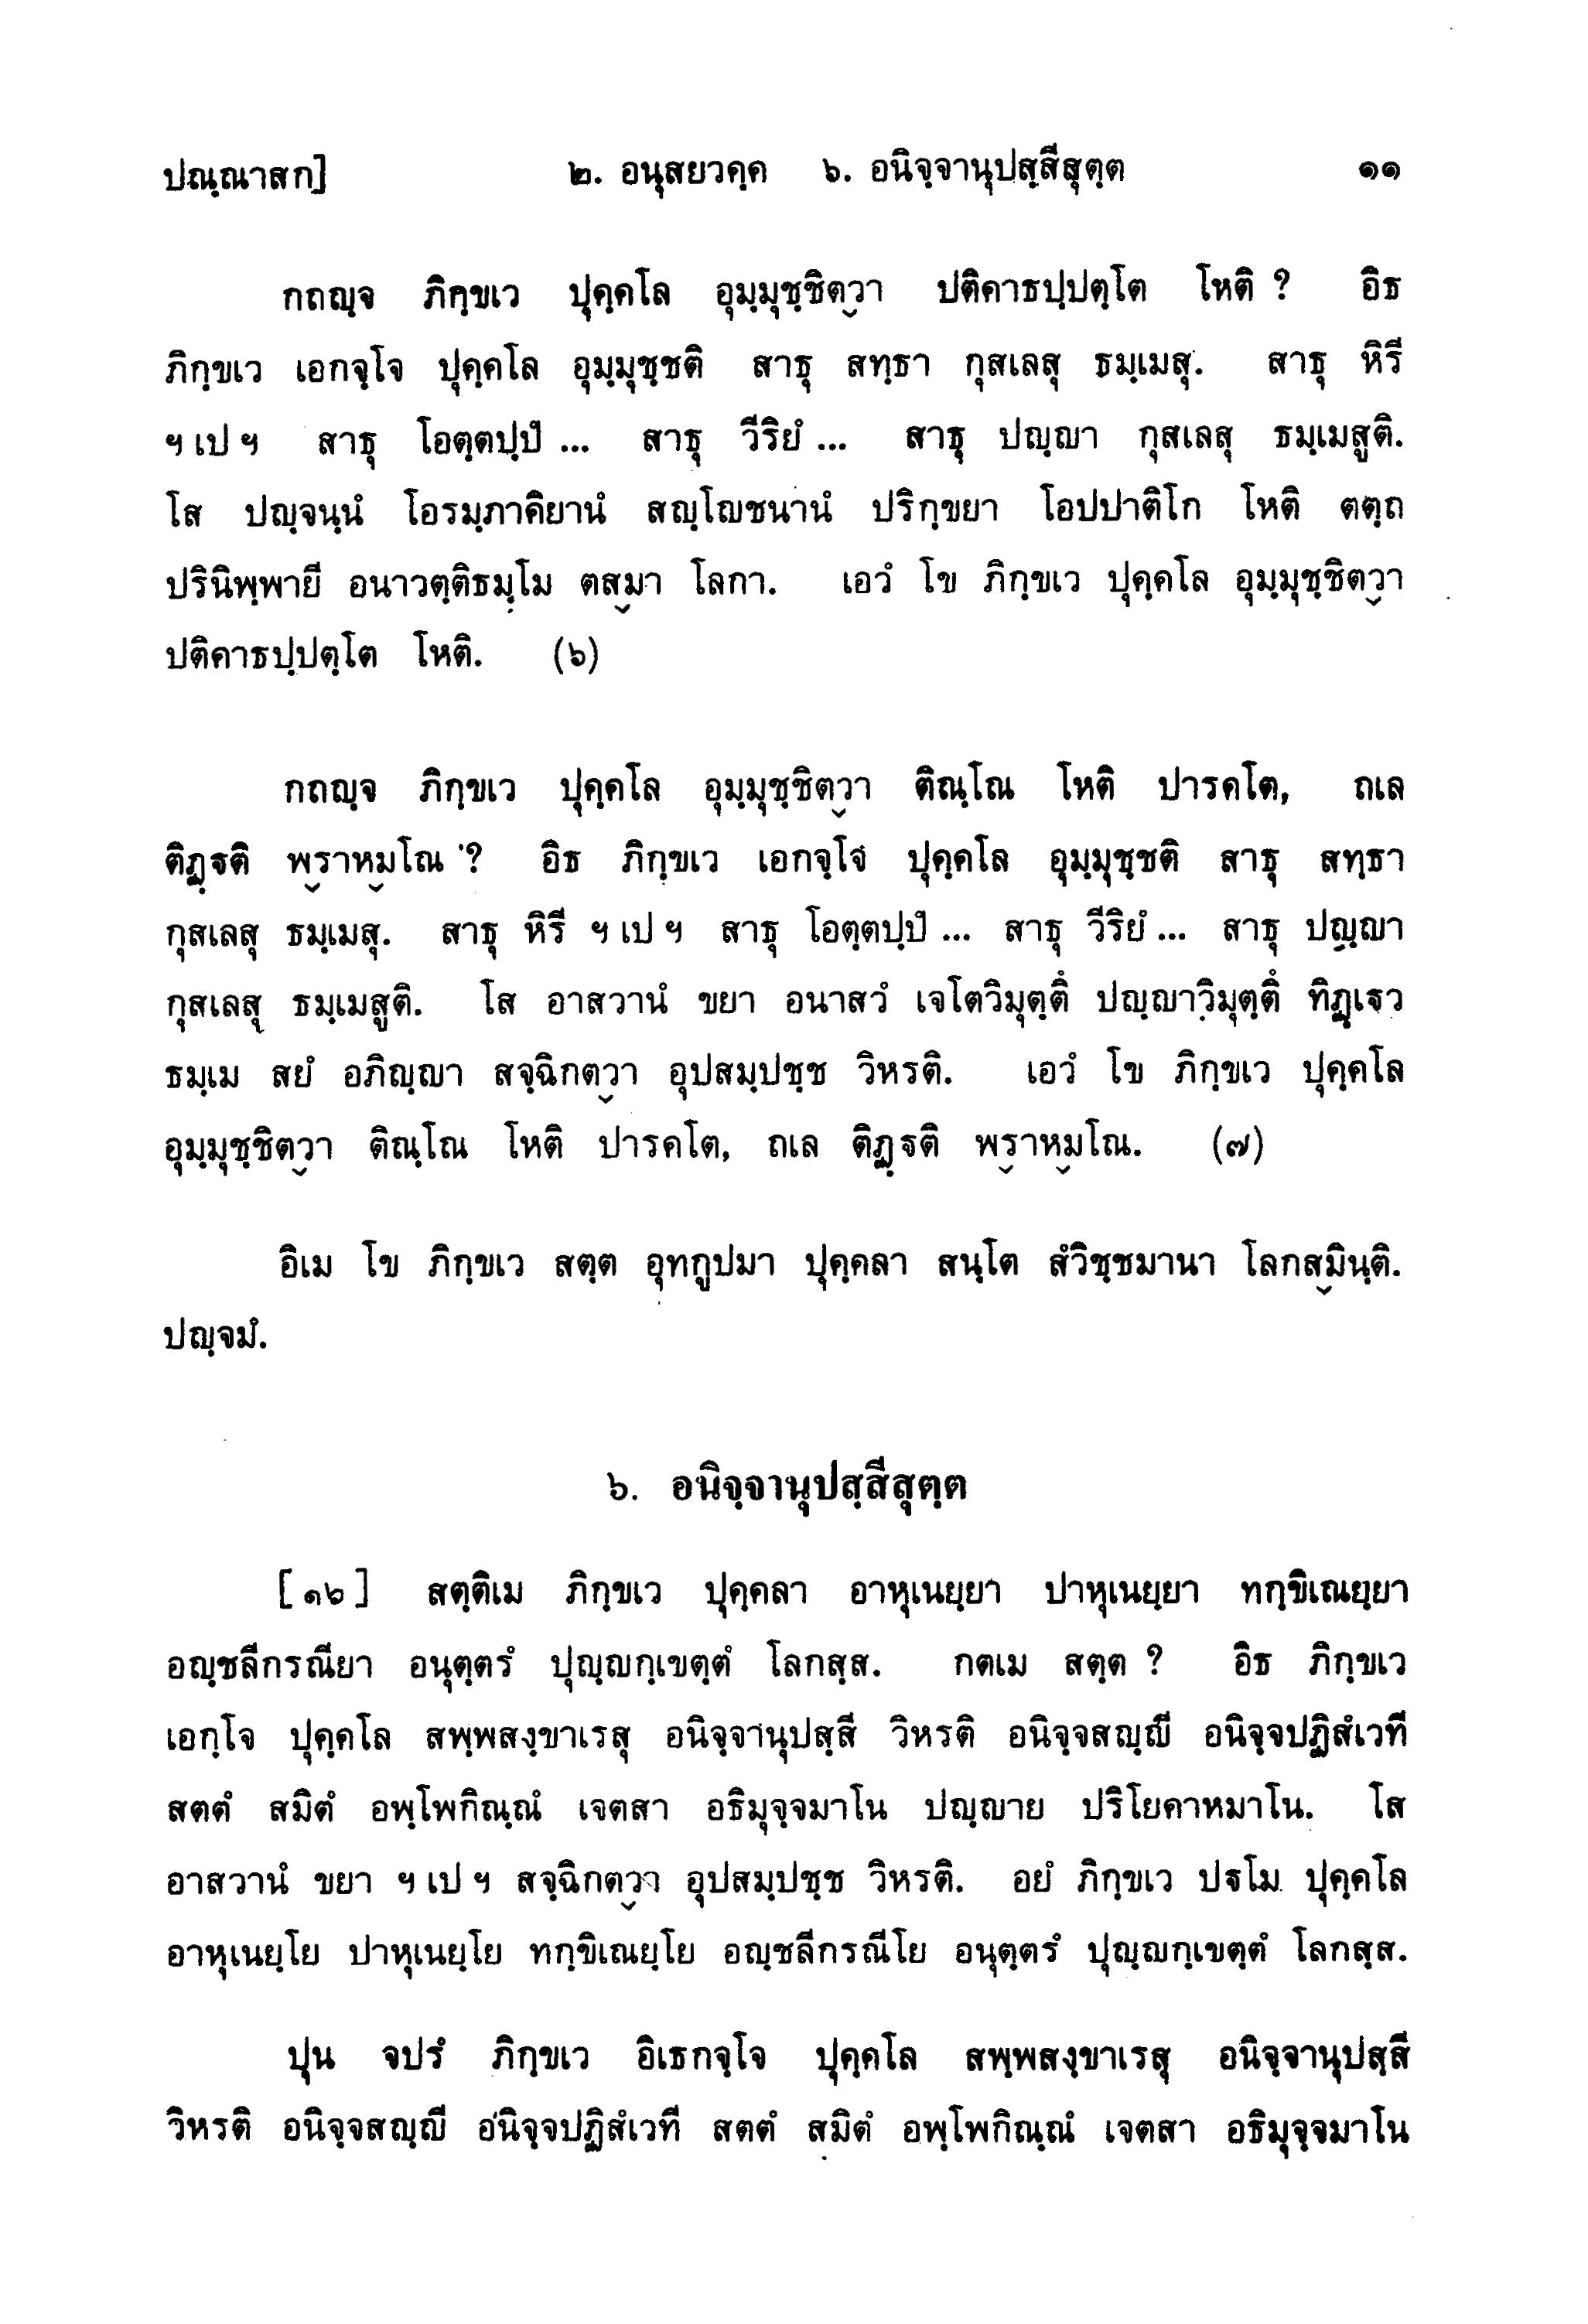 ปณฺณาสก] ๒. อนุสยวคฺค ๖. อนิจฺจานุปสฺสีสุตฺต ๑๑
กถญฺจ ภิกฺขเว ปุคฺคโล อุมฺมุชฺชิตฺวา ปติคาธปฺปตฺโต โหติ ? อิธ
ภิกฺขเว เอกจฺโจ ปุคฺคโล อุมฺมุชฺชติ สาธุ สทฺธา กุสเลสุ ธมฺเมสุ. สาธุ หิรี
ฯ เป ฯ สาธุ โอตฺตปฺปํ ... สาธุ วีริยํ ... สาธุ ปญฺญา กุสเลสุ ธมฺเมสูติ.
โส ปญฺจนฺนํ โอรมฺภาคิยานํ สญฺโญชนานํ ปริกฺขยา โอปปาติโก โหติ ตตฺถ
ปรินิพฺพายี อนาวตฺติธมฺโม ตสฺมา โลกา. เอวํ โข ภิกฺขเว ปุคฺคโล อุมฺมุชฺชิตฺวา
ปติคาธปฺปตฺโต โหติ. (๖)
กถญฺจ ภิกฺขเว ปุคฺคโล อุมฺมุชฺชิตฺวา ติณฺโณ โหติ ปารคโต, ถเล
ติฏฺฐติ พฺราหฺมโณ ? อิธ ภิกฺขเว เอกจฺโจ ปุคฺคโล อุมฺมุชฺชติ สาธุ สทฺธา
กุสเลสุ ธมฺเมสุ. สาธุ หิรี ฯ เป ฯ สาธุ โอตฺตปฺปํ ... สาธุ วีริยํ ... สาธุ ปญฺญา
กุสเลสุ ธมฺเมสูติ. โส อาสวานํ ขยา อนาสวํ เจโตวิมุตฺตึ ปญฺญาวิมุตฺตึ ทิฏฺเฐว
ธมฺเม สยํ อภิญฺญา สจฺฉิกตฺวา อุปสมฺปชฺช วิหรติ. เอวํ โข ภิกฺขเว ปุคฺคโล
อุมฺมุชฺชิตฺวา ติณฺโณ โหติ ปารคโต, ถเล ติฏฺฐติ พฺราหฺมโณ. (๗)
อิเม โข ภิกฺขเว สตฺต อุทกูปมา ปุคฺคลา สนฺโต สํวิชฺชมานา โลกสฺมินฺติ.
ปญฺจมํ.
๖. อนิจฺจานุปสฺสีสุตฺต
[๑๖] สตฺติเม ภิกฺขเว ปุคฺคลา อาหุเนยฺยา ปาหุเนยฺยา ทกฺขิเณยฺยา
อญฺชลีกรณียา อนุตฺตรํ ปุญฺญกฺเขตฺตํ โลกสฺส. กตเม สตฺต ? อิธ ภิกฺขเว
เอกฺโจ ปุคฺคโล สพฺพสงฺขาเรสุ อนิจฺจานุปสฺสี วิหรติ อนิจฺจสญฺญี อนิจฺจปฏิสํเวที
สตตํ สมิตํ อพฺโพกิณฺณํ เจตสา อธิมุจฺจมาโน ปญฺญาย ปริโยคาหมาโน. โส
อาสวานํ ขยา ฯ เป ฯ สจฺฉิกตฺวา อุปสมฺปชฺช วิหรติ. อยํ ภิกฺขเว ปฐโม ปุคฺคโล
อาหุเนยฺโย ปาหุเนยฺโย ทกฺขิเณยฺโย อญฺชลีกรณีโย อนุตฺตรํ ปุญฺญกฺเขตฺตํ โลกสฺส.
ปุน จปรํ ภิกฺขเว อิเธกจฺโจ ปุคฺคโล สพฺพสงฺขาเรสุ อนิจฺจานุปสฺสี
วิหรติ อนิจฺจสญฺญี อนิจฺจปฏิสํเวที สตตํ สมิตํ อพฺโพกิณฺณํ เจตสา อธิมุจฺจมาโน